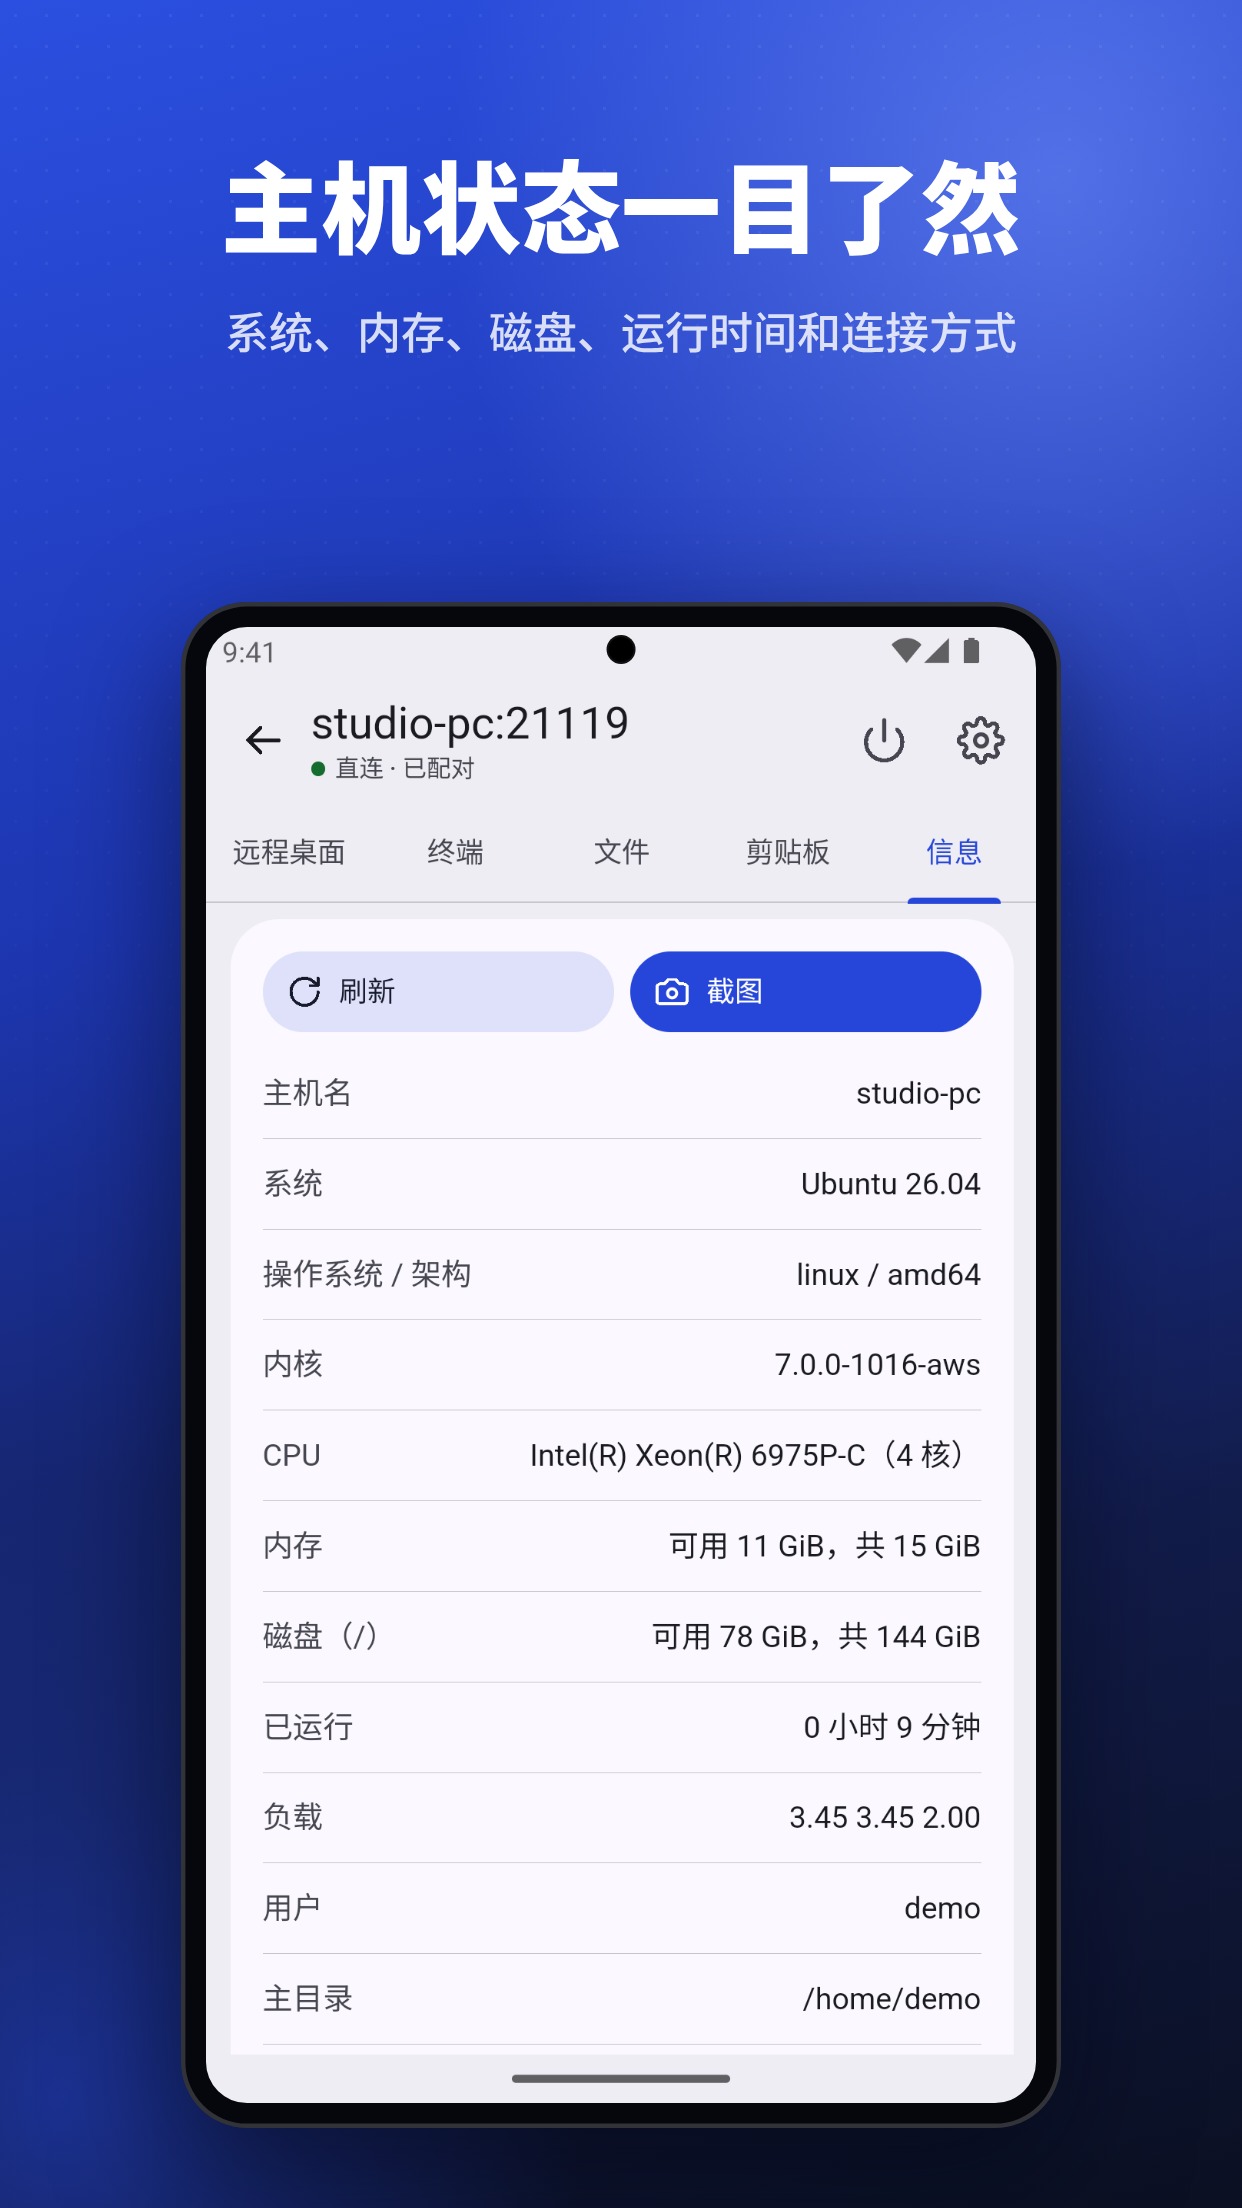 主机状态一目了然
系统、内存、磁盘、运行时间和连接方式
9:41
studio-pc:21119
直连 · 已配对
远程桌面 终端 文件 剪贴板 信息
刷新 截图
主机名 studio-pc
系统 Ubuntu 26.04
操作系统 / 架构 linux / amd64
内核 7.0.0-1016-aws
CPU Intel(R) Xeon(R) 6975P-C（4 核）
内存 可用 11 GiB，共 15 GiB
磁盘（/） 可用 78 GiB，共 144 GiB
已运行 0 小时 9 分钟
负载 3.45 3.45 2.00
用户 demo
主目录 /home/demo